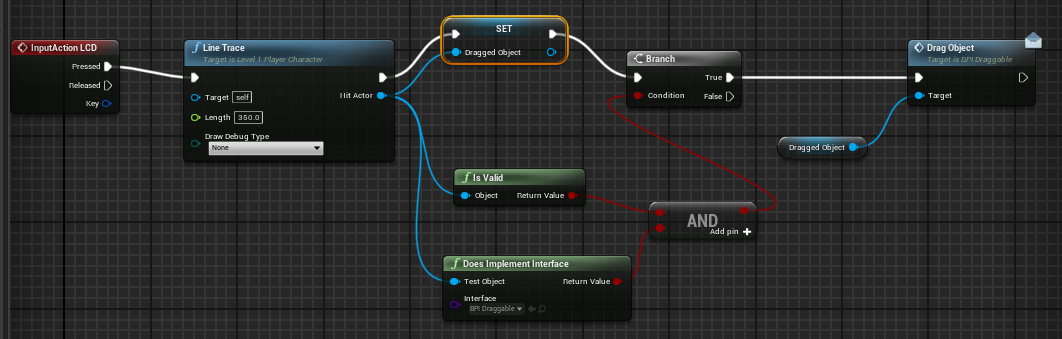 InputAction LCD
Pressed
Released
Key
Line Trace
Target is Level 1 Player Character
Target self
Length 350.0
Draw Debug Type
None
Hit Actor
SET
Dragged Object
Is Valid
Object Return Value
Does Implement Interface
Test Object Return Value
Interface
BPI Draggable
Branch
True
Condition False
AND
Add pin
Drag Object
Target is BPI Draggable
Target
Dragged Object